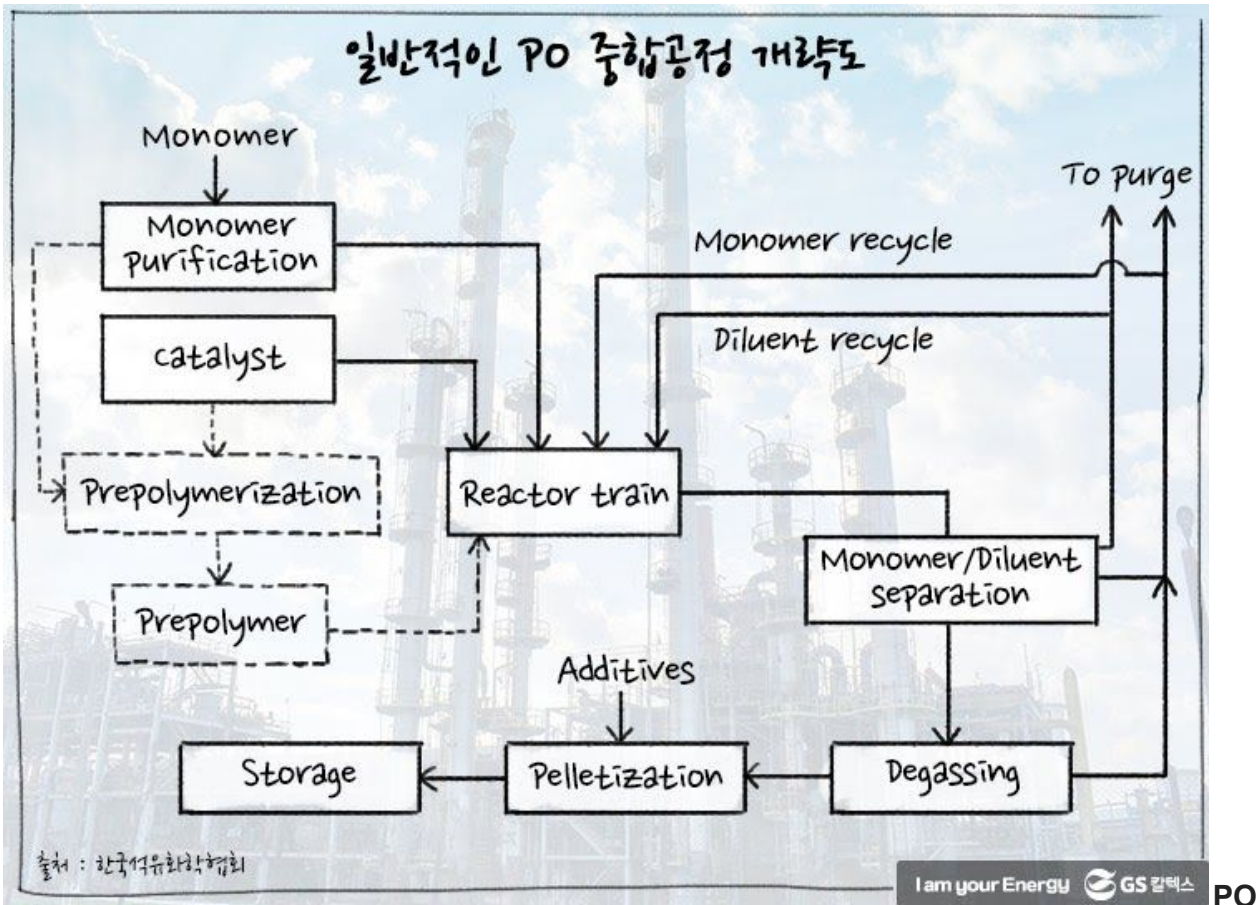 일반적인 PO 중합공정 개략도
Monomer
To purge
Monomer
purification
Monomer recycle
Catalyst
Diluent recycle
Prepolymerization
Reactor train
Monomer/Diluent
separation
Prepolymer
Additives
Storage
Pelletization
Degassing
출처 : 한국석유화학협회
I am your Energy GS 칼텍스
PO